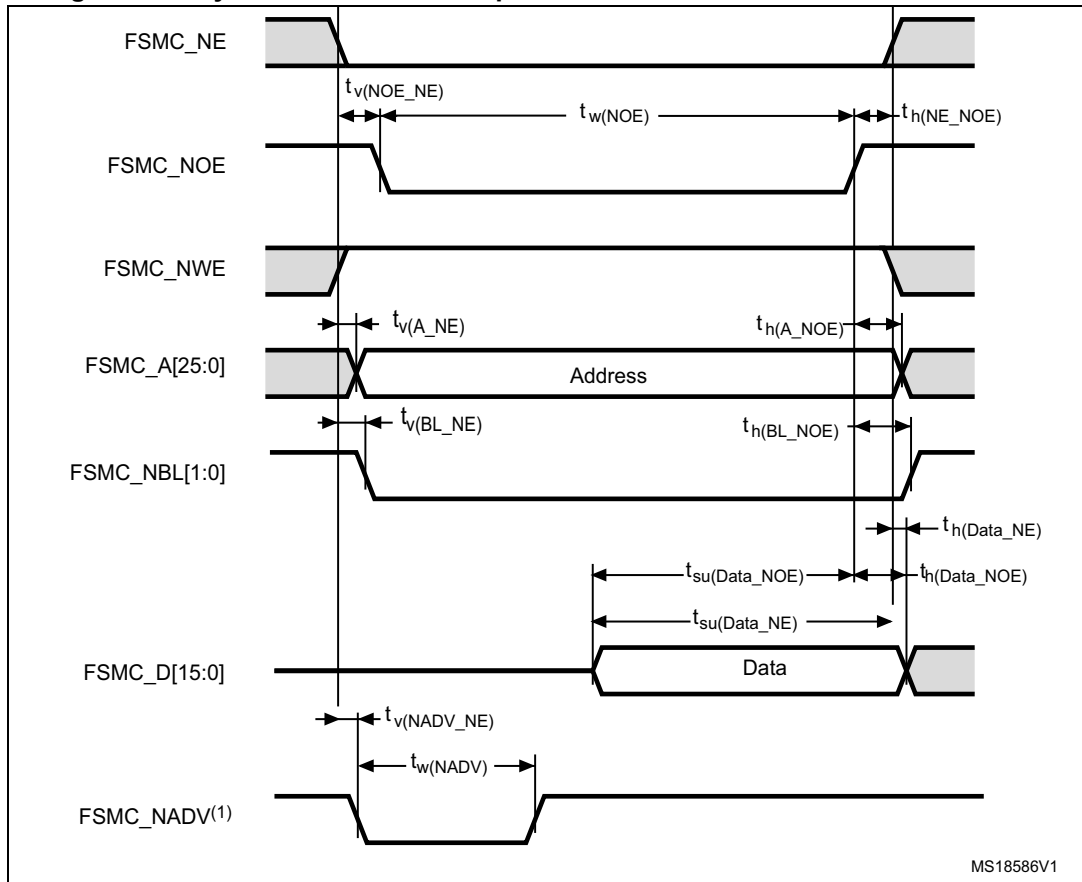 FSMC_NE
tv(NOE_NE)
tw(NOE)
th(NE_NOE)
FSMC_NOE
FSMC_NWE
tv(A_NE)
th(A_NOE)
FSMC_A[25:0]
Address
tv(BL_NE)
th(BL_NOE)
FSMC_NBL[1:0]
th(Data_NE)
tsu(Data_NOE)
th(Data_NOE)
tsu(Data_NE)
FSMC_D[15:0]
Data
tv(NADV_NE)
tw(NADV)
FSMC_NADV(1)
MS18586V1